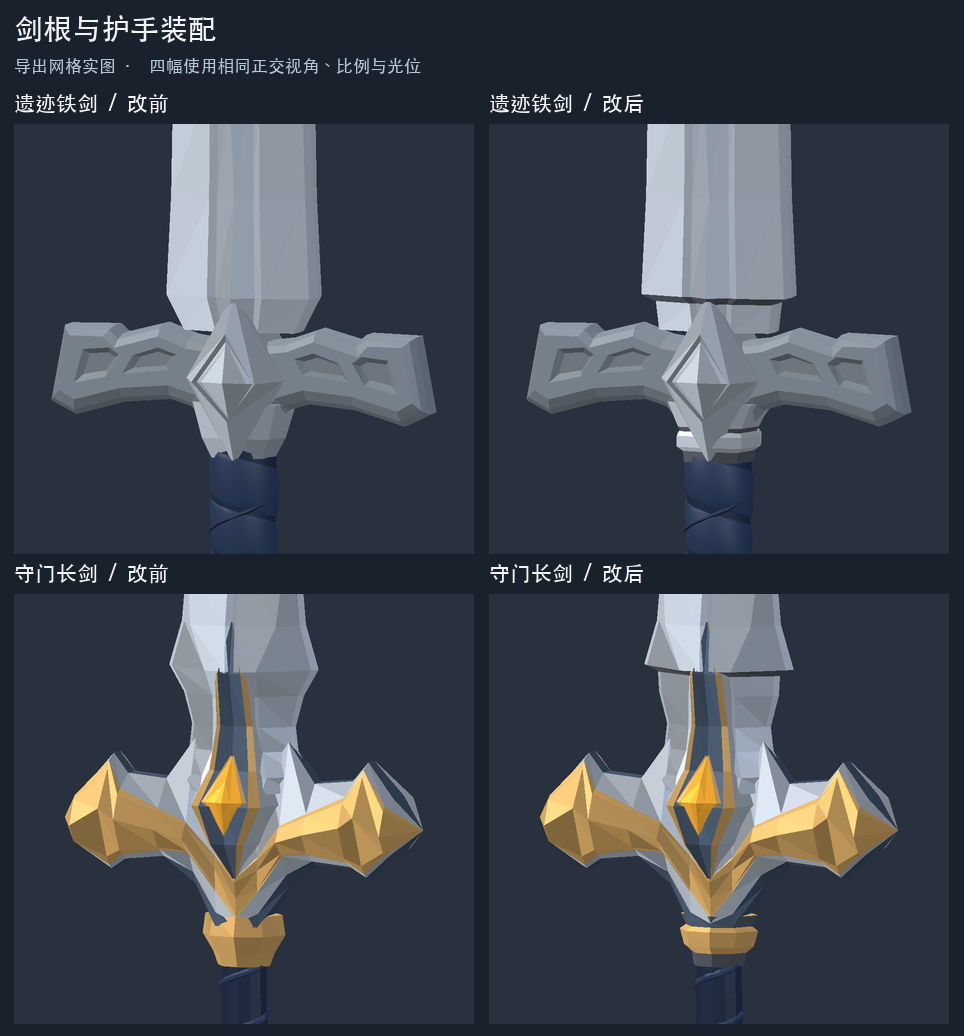 剑根与护手装配
导出网格实图 · 四幅使用相同正交视角、比例与光位
遗迹铁剑 / 改前
遗迹铁剑 / 改后
守门长剑 / 改前
守门长剑 / 改后